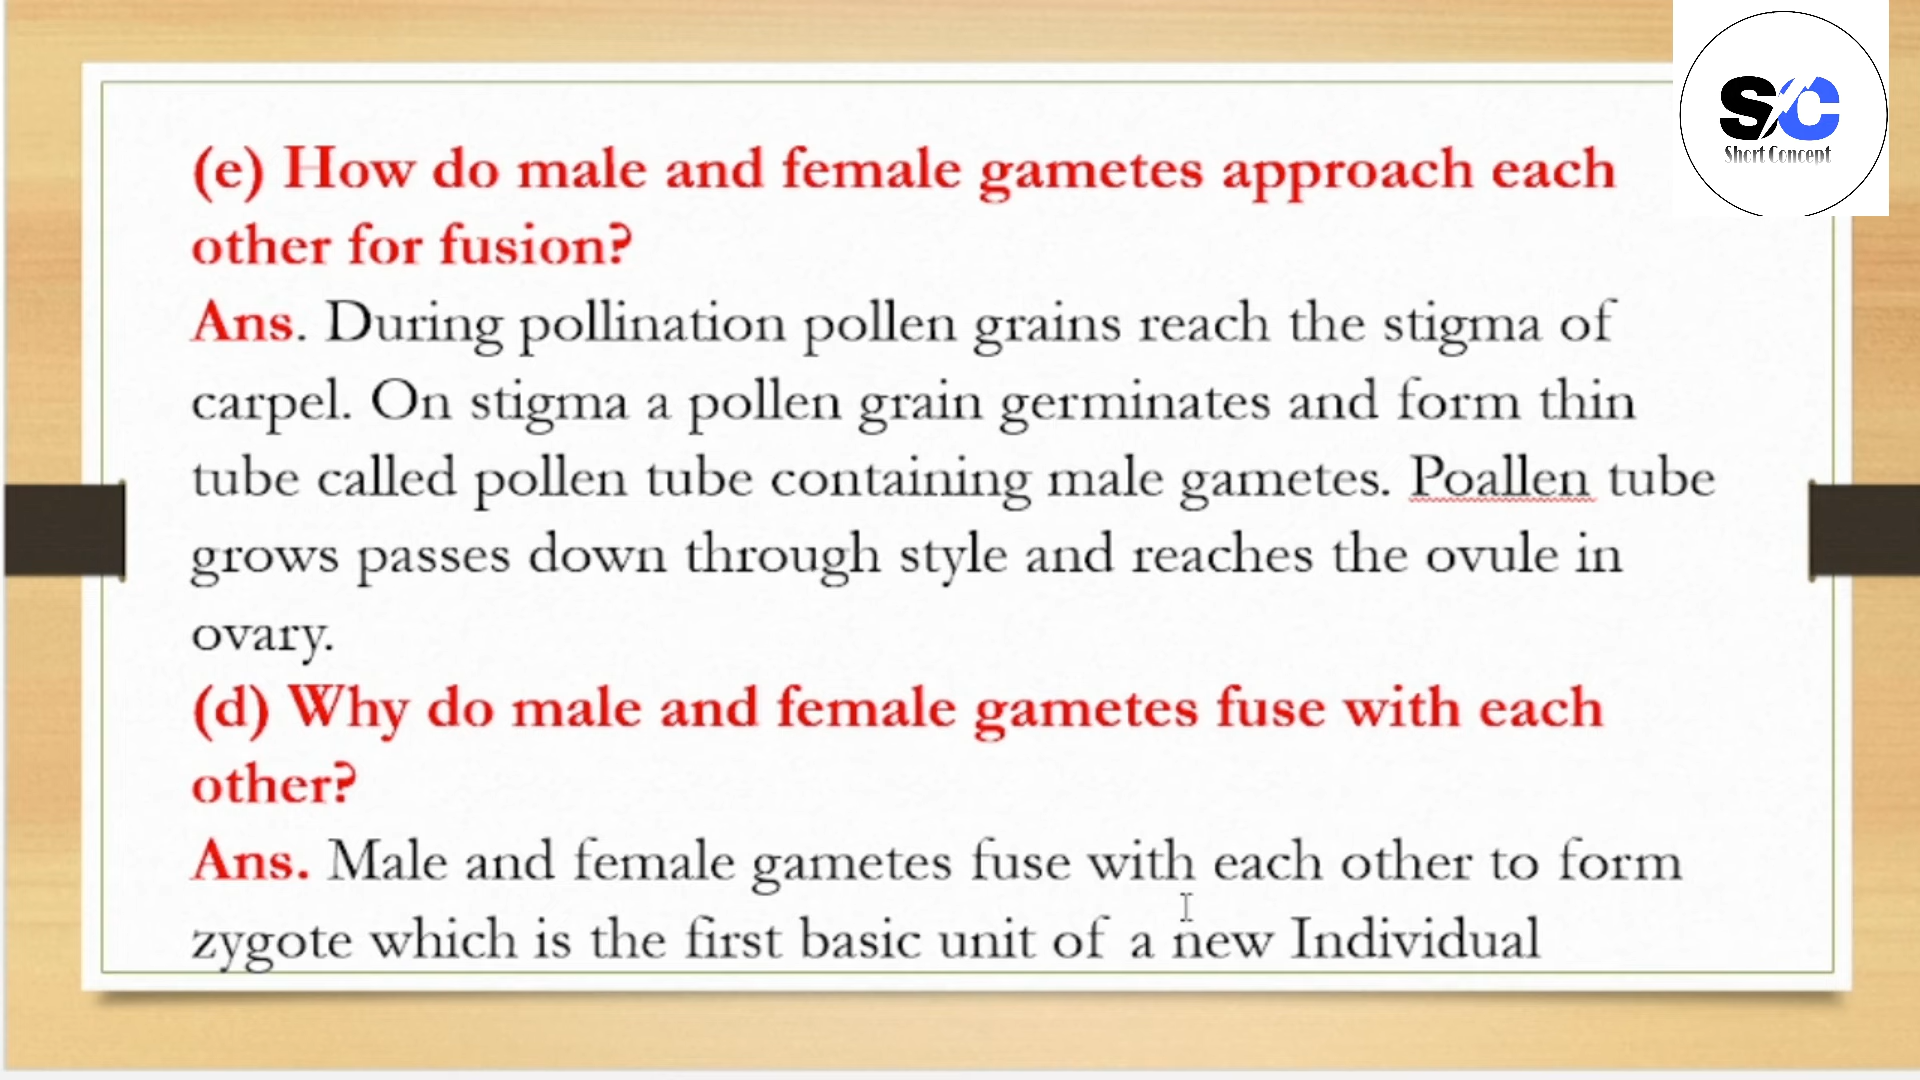 S/C
Short Concept
(e) How do male and female gametes approach each
other for fusion?
Ans. During pollination pollen grains reach the stigma of
carpel. On stigma a pollen grain germinates and form thin
tube called pollen tube containing male gametes. Poallen tube
grows passes down through style and reaches the ovule in
ovary.
(d) Why do male and female gametes fuse with each
other?
Ans. Male and female gametes fuse with each other to form
zygote which is the first basic unit of a new Individual